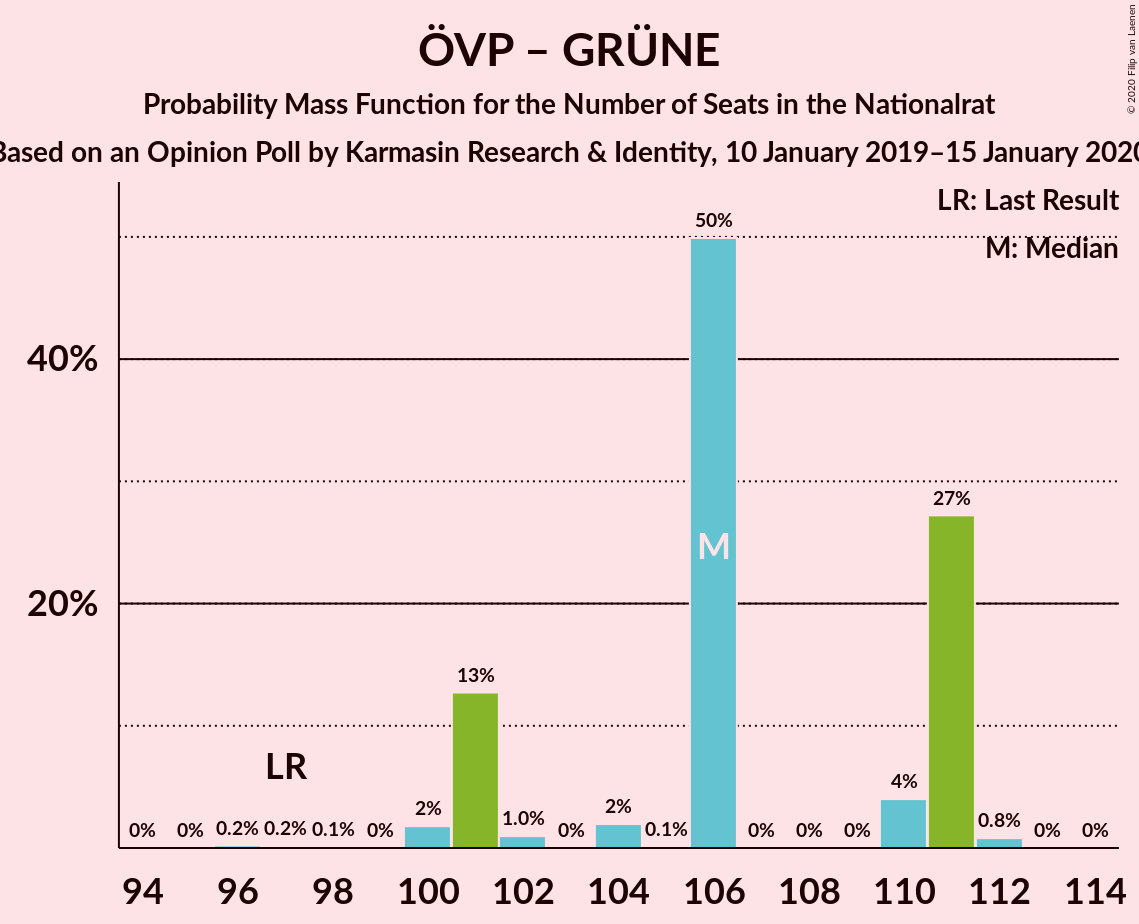 ÖVP – GRÜNE
Probability Mass Function for the Number of Seats in the Nationalrat
Based on an Opinion Poll by Karmasin Research & Identity, 10 January 2019–15 January 2020
© 2020 Filip van Laenen
LR: Last Result
M: Median
50%
40%
27%
M
20%
13%
LR
0% 0% 0.2% 0.2% 0.1% 0% 2% 1.0% 0% 2% 0.1% 0% 0% 0% 4% 0.8% 0% 0%
94 96 98 100 102 104 106 108 110 112 114